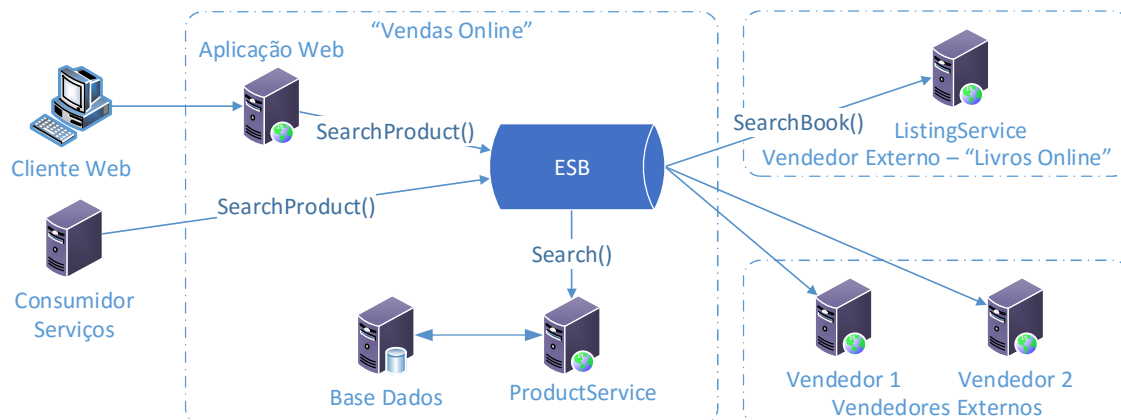 “Vendas Online”
Aplicação Web
SearchProduct()
Cliente Web
SearchProduct()
Consumidor
Serviços
ESB
Search()
Base Dados
ProductService
SearchBook()
ListingService
Vendedor Externo – “Livros Online”
Vendedor 1
Vendedor 2
Vendedores Externos